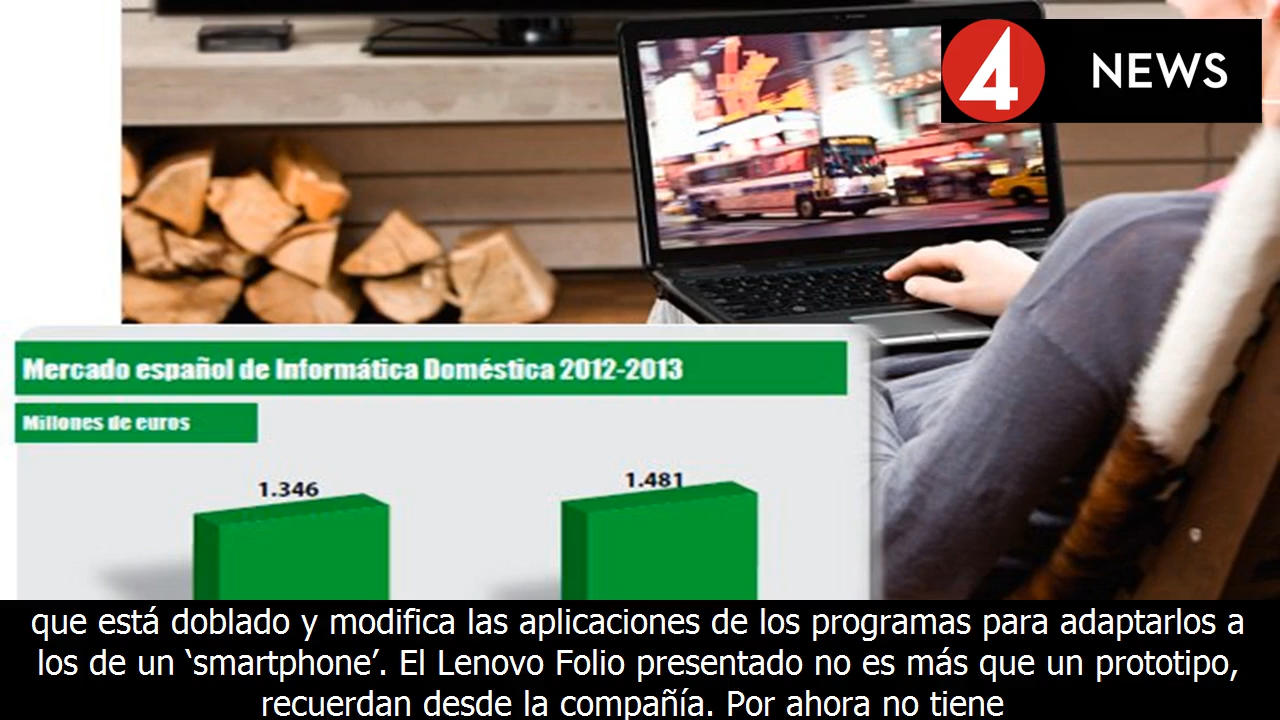 4 NEWS
Mercado español de Informática Doméstica 2012-2013
Millones de euros
1.346
1.481
que está doblado y modifica las aplicaciones de los programas para adaptarlos a
los de un ‘smartphone’. El Lenovo Folio presentado no es más que un prototipo,
recuerdan desde la compañía. Por ahora no tiene